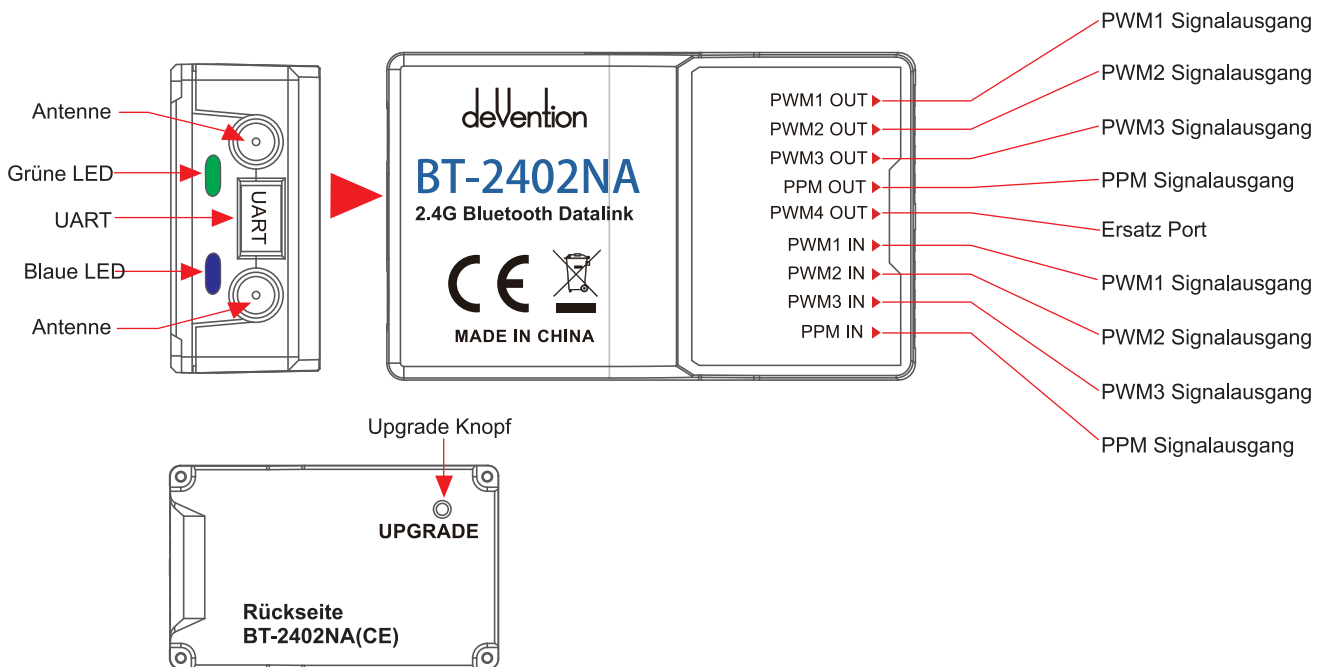 Antenne
Grüne LED
UART
Blaue LED
Antenne
UART
deVention
BT-2402NA
2.4G Bluetooth Datalink
CE
MADE IN CHINA
PWM1 OUT
PWM2 OUT
PWM3 OUT
PPM OUT
PWM4 OUT
PWM1 IN
PWM2 IN
PWM3 IN
PPM IN
PWM1 Signalausgang
PWM2 Signalausgang
PWM3 Signalausgang
PPM Signalausgang
Ersatz Port
PWM1 Signalausgang
PWM2 Signalausgang
PWM3 Signalausgang
PPM Signalausgang
Upgrade Knopf
UPGRADE
Rückseite
BT-2402NA(CE)